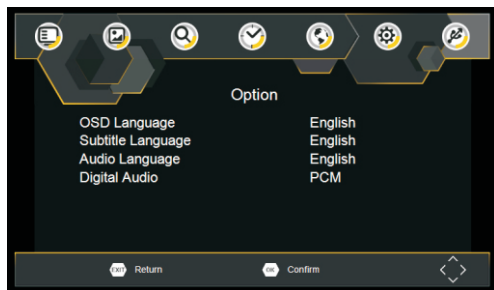 Option
OSD Language English
Subtitle Language English
Audio Language English
Digital Audio PCM
EXIT Return OK Confirm